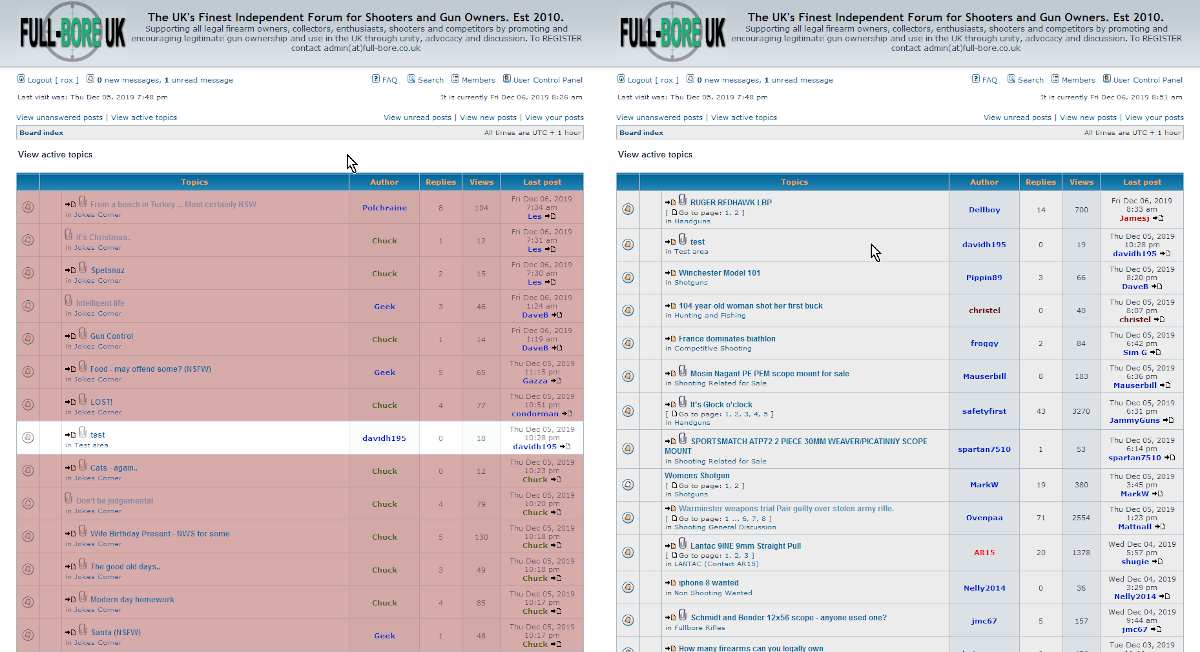 FULL-BORE UK
The UK's Finest Independent Forum for Shooters and Gun Owners. Est 2010.
Supporting all legal firearm owners, collectors, enthusiasts, shooters and competitors by promoting and
encouraging legitimate gun ownership and use in the UK through unity, advocacy and discussion. To REGISTER
contact admin(at)full-bore.co.uk
Logout [ rox ] 0 new messages, 1 unread message FAQ Search Members User Control Panel
Last visit was: Thu Dec 05, 2019 7:48 pm It is currently Fri Dec 06, 2019 8:26 am
View unanswered posts | View active topics View unread posts | View new posts | View your posts
Board index All times are UTC + 1 hour
View active topics
Topics Author Replies Views Last post
From a beach in Turkey ... Most certainly NSW
in Jokes Corner
Polchraine 8 104
Fri Dec 06, 2019
7:34 am
Les
It's Christmas..
in Jokes Corner
Chuck 1 12
Fri Dec 06, 2019
7:31 am
Les
Spetsnaz
in Jokes Corner
Chuck 2 15
Fri Dec 06, 2019
7:30 am
Les
Intelligent life
in Jokes Corner
Geek 3 46
Fri Dec 06, 2019
1:24 am
DaveB
Gun Control
in Jokes Corner
Chuck 1 14
Fri Dec 06, 2019
1:19 am
DaveB
Food - may offend some? (NSFW)
in Jokes Corner
Geek 5 65
Thu Dec 05, 2019
11:15 pm
Gazza
LOST!
in Jokes Corner
Chuck 4 77
Thu Dec 05, 2019
10:51 pm
condorman
test
in Test area
davidh195 0 18
Thu Dec 05, 2019
10:28 pm
davidh195
Cats - again..
in Jokes Corner
Chuck 0 12
Thu Dec 05, 2019
10:23 pm
Chuck
Don't be judgemental
in Jokes Corner
Chuck 4 79
Thu Dec 05, 2019
10:20 pm
Chuck
Wife Birthday Present - NWS for some
in Jokes Corner
Chuck 5 130
Thu Dec 05, 2019
10:18 pm
Chuck
The good old days..
in Jokes Corner
Chuck 3 49
Thu Dec 05, 2019
10:18 pm
Chuck
Modern day homework
in Jokes Corner
Chuck 4 85
Thu Dec 05, 2019
10:17 pm
Chuck
Santa (NSFW)
in Jokes Corner
Geek 1 48
Thu Dec 05, 2019
10:17 pm
Chuck
FULL-BORE UK
The UK's Finest Independent Forum for Shooters and Gun Owners. Est 2010.
Supporting all legal firearm owners, collectors, enthusiasts, shooters and competitors by promoting and
encouraging legitimate gun ownership and use in the UK through unity, advocacy and discussion. To REGISTER
contact admin(at)full-bore.co.uk
Logout [ rox ] 0 new messages, 1 unread message FAQ Search Members User Control Panel
Last visit was: Thu Dec 05, 2019 7:48 pm It is currently Fri Dec 06, 2019 8:51 am
View unanswered posts | View active topics View unread posts | View new posts | View your posts
Board index All times are UTC + 1 hour
View active topics
Topics Author Replies Views Last post
RUGER REDHAWK LBP
[ Go to page: 1, 2 ]
in Handguns
Dellboy 14 700
Fri Dec 06, 2019
8:33 am
Jamesj
test
in Test area
davidh195 0 19
Thu Dec 05, 2019
10:28 pm
davidh195
Winchester Model 101
in Shotguns
Pippin89 3 66
Thu Dec 05, 2019
8:20 pm
DaveB
104-year-old woman shot her first buck
in Hunting and Fishing
christel 0 40
Thu Dec 05, 2019
8:07 pm
christel
France dominates biathlon
in Competitive Shooting
froggy 2 84
Thu Dec 05, 2019
6:42 pm
Sim G
Mosin Nagant PE PEM scope mount for sale
in Shooting Related for Sale
Mauserbill 8 183
Thu Dec 05, 2019
6:36 pm
Mauserbill
It's Glock o'clock
[ Go to page: 1, 2, 3, 4, 5 ]
in Handguns
safetyfirst 43 3270
Thu Dec 05, 2019
6:31 pm
JammyGuns
SPORTSMATCH ATP72 2 PIECE 30MM WEAVER/PICATINNY SCOPE
MOUNT
in Shooting Related for Sale
spartan7510 1 53
Thu Dec 05, 2019
6:14 pm
spartan7510
Womens Shotgun
[ Go to page: 1, 2 ]
in Shotguns
MarkW 19 380
Thu Dec 05, 2019
3:45 pm
MarkW
Warminster weapons trial Pair guilty over stolen army rifle.
[ Go to page: 1 ... 6, 7, 8 ]
in Shooting General Discussion
Ovenpaa 71 2554
Thu Dec 05, 2019
1:23 pm
Mattnall
Lantac 9INE 9mm Straight Pull
[ Go to page: 1, 2, 3 ]
in LANTAC (Contact AR15)
AR15 20 1378
Wed Dec 04, 2019
5:57 pm
shugie
iphone 8 wanted
in Non Shooting Wanted
Nelly2014 0 36
Wed Dec 04, 2019
3:29 pm
Nelly2014
Schmidt and Bender 12x56 scope - anyone used one?
in Fullbore Rifles
jmc67 5 157
Wed Dec 04, 2019
9:44 am
jmc67
How many firearms can you legally own
Tue Dec 03, 2019